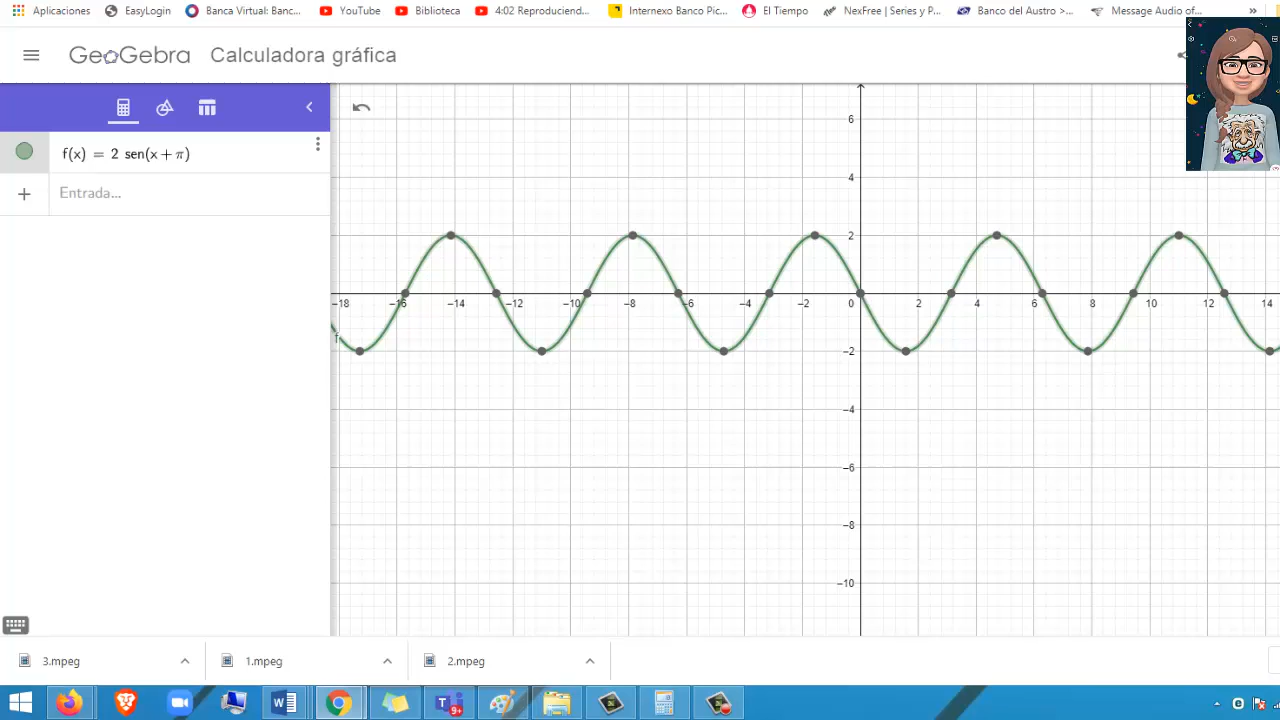 Aplicaciones EasyLogin Banca Virtual: Banc... YouTube Biblioteca 4:02 Reproduciend... Internexo Banco Pic... El Tiempo NexFree | Series y P... Banco del Austro >... Message Audio of... »
GeoGebra Calculadora gráfica
f(x) = 2 sen(x + π)
+ Entrada...
6
4
2
-18 -16 -14 -12 -10 -8 -6 -4 -2 0 2 4 6 8 10 12 14
f
-2
-4
-6
-8
-10
3.mpeg 1.mpeg 2.mpeg
9+